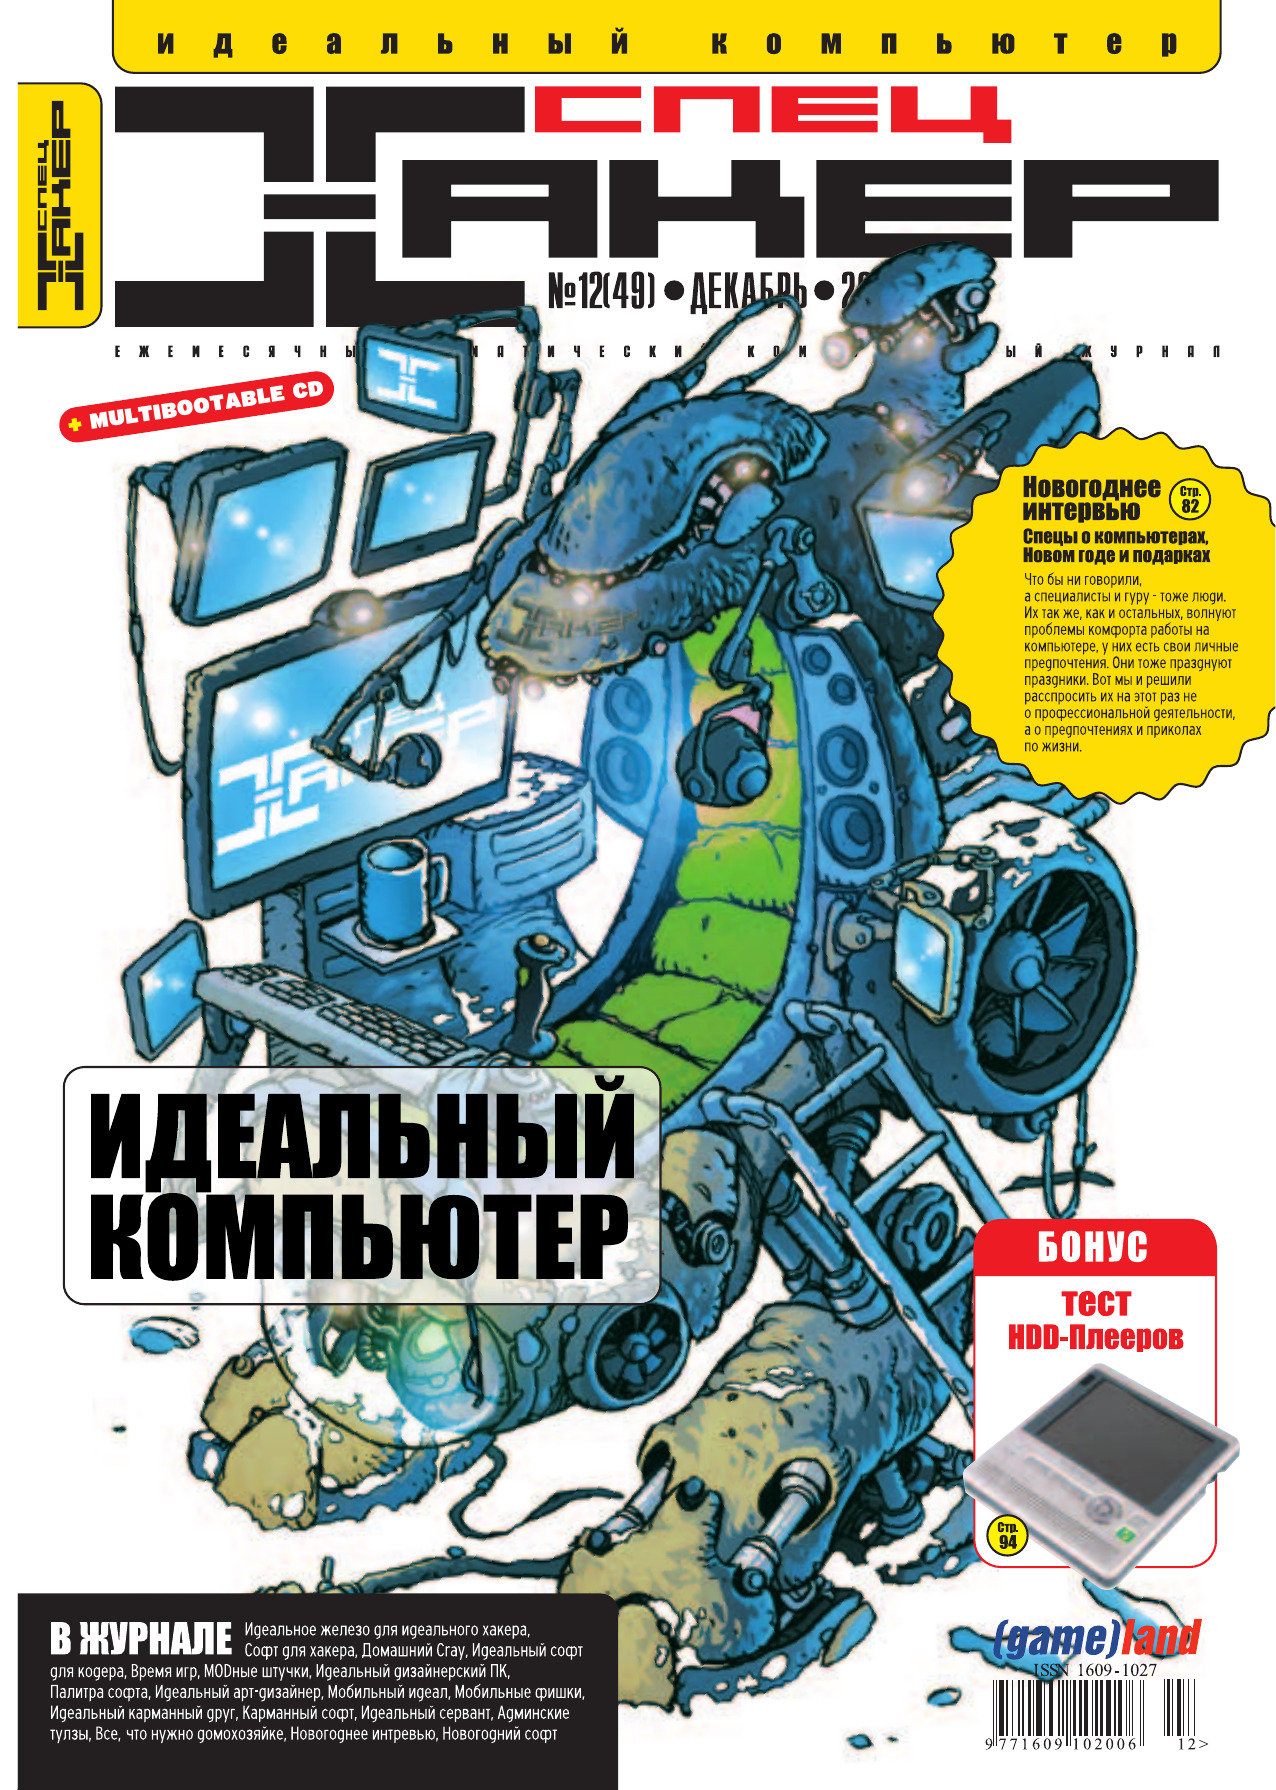 идеальный компьютер
СПЕЦ
ХАКЕР
СПЕЦ
ХАКЕР
№12(49) • ДЕКАБРЬ •
+ MULTIBOOTABLE CD
Новогоднее
интервью
Стр.
82
Спецы о компьютерах,
Новом годе и подарках
Что бы ни говорили,
а специалисты и гуру - тоже люди.
Их так же, как и остальных, волнуют
проблемы комфорта работы на
компьютере, у них есть свои личные
предпочтения. Они тоже празднуют
праздники. Вот мы и решили
расспросить их на этот раз не
о профессиональной деятельности,
а о предпочтениях и приколах
по жизни.
СПЕЦ
ХАКЕР
ИДЕАЛЬНЫЙ
КОМПЬЮТЕР
БОНУС
тест
HDD-Плееров
Стр.
94
В ЖУРНАЛЕ Идеальное железо для идеального хакера,
Софт для хакера, Домашний Cray, Идеальный софт
для кодера, Время игр, MODные штучки, Идеальный дизайнерский ПК,
Палитра софта, Идеальный арт-дизайнер, Мобильный идеал, Мобильные фишки,
Идеальный карманный друг, Карманный софт, Идеальный сервант, Админские
тулзы, Все, что нужно домохозяйке, Новогоднее интревью, Новогодний софт
(game)land
ISSN 1609-1027
9 771609 102006 12>